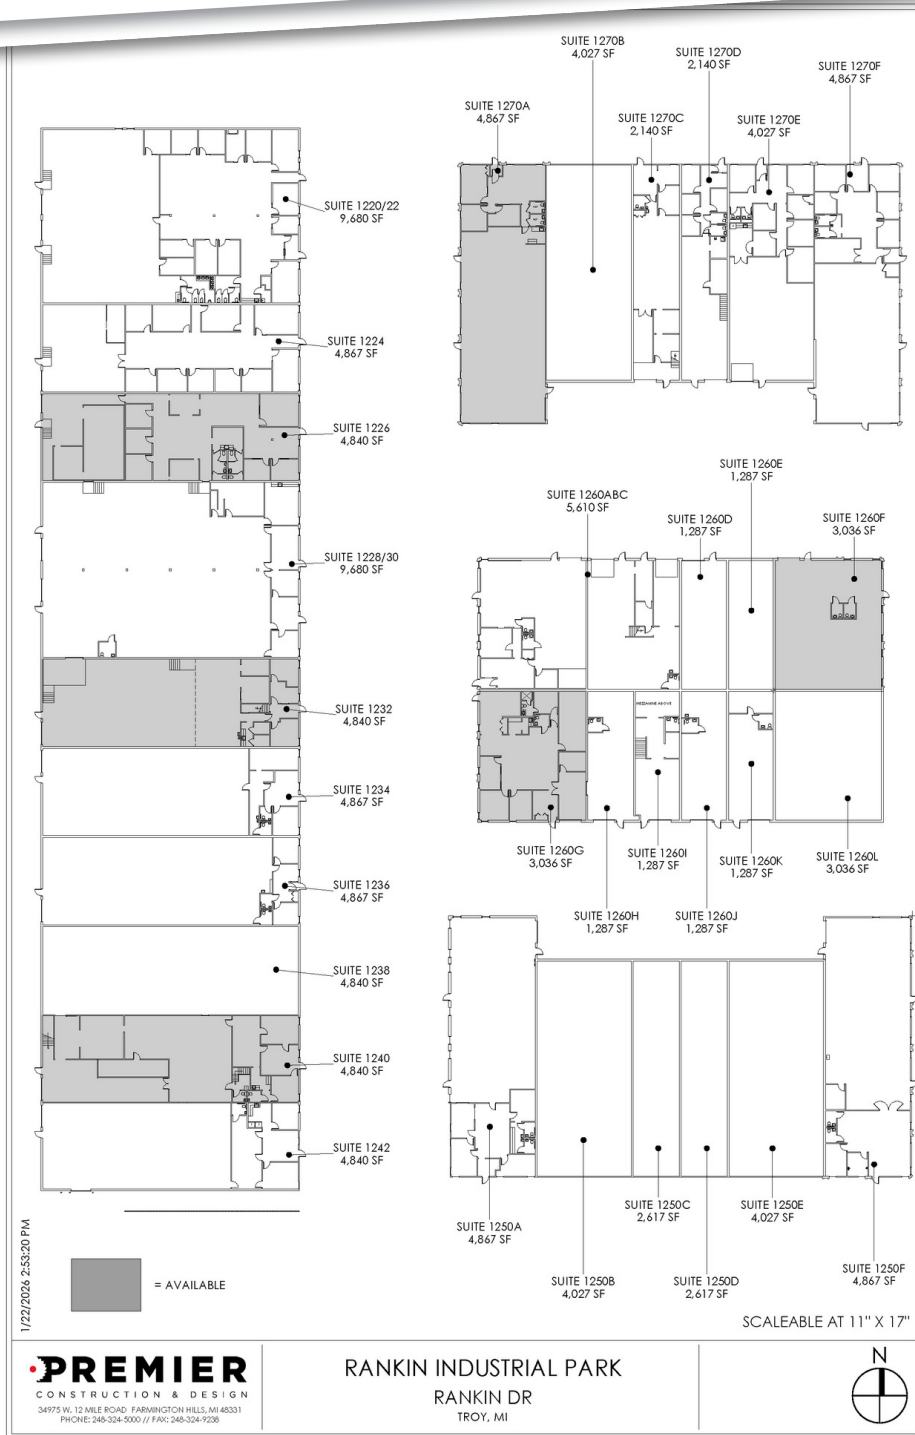 SUITE 1220/22
9,680 SF
SUITE 1224
4,867 SF
SUITE 1226
4,840 SF
SUITE 1228/30
9,680 SF
SUITE 1232
4,840 SF
SUITE 1234
4,867 SF
SUITE 1236
4,867 SF
SUITE 1238
4,840 SF
SUITE 1240
4,840 SF
SUITE 1242
4,840 SF
SUITE 1270A
4,867 SF
SUITE 1270B
4,027 SF
SUITE 1270C
2,140 SF
SUITE 1270D
2,140 SF
SUITE 1270E
4,027 SF
SUITE 1270F
4,867 SF
SUITE 1260ABC
5,610 SF
SUITE 1260D
1,287 SF
SUITE 1260E
1,287 SF
SUITE 1260F
3,036 SF
MEZZANINE ABOVE
SUITE 1260G
3,036 SF
SUITE 1260H
1,287 SF
SUITE 1260I
1,287 SF
SUITE 1260J
1,287 SF
SUITE 1260K
1,287 SF
SUITE 1260L
3,036 SF
SUITE 1250A
4,867 SF
SUITE 1250B
4,027 SF
SUITE 1250C
2,617 SF
SUITE 1250D
2,617 SF
SUITE 1250E
4,027 SF
SUITE 1250F
4,867 SF
1/22/2026 2:53:20 PM
= AVAILABLE
SCALEABLE AT 11" X 17"
PREMIER
CONSTRUCTION & DESIGN
34975 W. 12 MILE ROAD FARMINGTON HILLS, MI 48331
PHONE: 248-324-5000 // FAX: 248-324-9238
RANKIN INDUSTRIAL PARK
RANKIN DR
TROY, MI
N